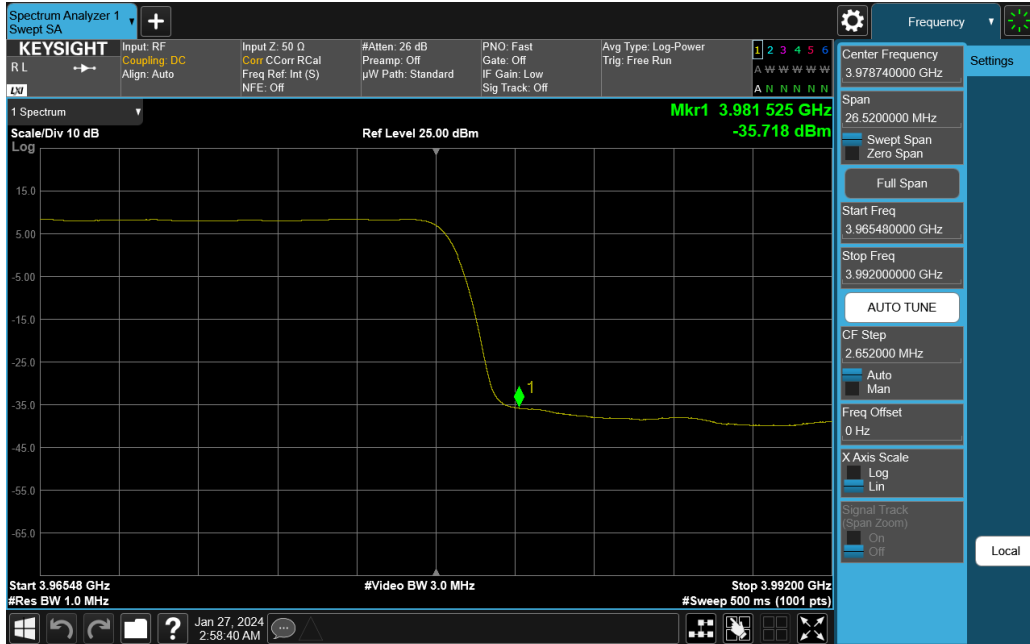 Spectrum Analyzer 1
Swept SA
Frequency
KEYSIGHT
R L
LXI
Input: RF
Coupling: DC
Align: Auto
Input Z: 50 Ω
Corr CCorr RCal
Freq Ref: Int (S)
NFE: Off
#Atten: 26 dB
Preamp: Off
µW Path: Standard
PNO: Fast
Gate: Off
IF Gain: Low
Sig Track: Off
Avg Type: Log-Power
Trig: Free Run
1 2 3 4 5 6
A W W W W W
A N N N N N
1 Spectrum
Mkr1 3.981 525 GHz
-35.718 dBm
Scale/Div 10 dB
Ref Level 25.00 dBm
Log
15.0
5.00
-5.00
-15.0
-25.0
-35.0
-45.0
-55.0
-65.0
1
Start 3.96548 GHz
#Video BW 3.0 MHz
Stop 3.99200 GHz
#Res BW 1.0 MHz
#Sweep 500 ms (1001 pts)
Jan 27, 2024
2:58:40 AM
Center Frequency
3.978740000 GHz
Settings
Span
26.5200000 MHz
Swept Span
Zero Span
Full Span
Start Freq
3.965480000 GHz
Stop Freq
3.992000000 GHz
AUTO TUNE
CF Step
2.652000 MHz
Auto
Man
Freq Offset
0 Hz
X Axis Scale
Log
Lin
Signal Track
(Span Zoom)
On
Off
Local